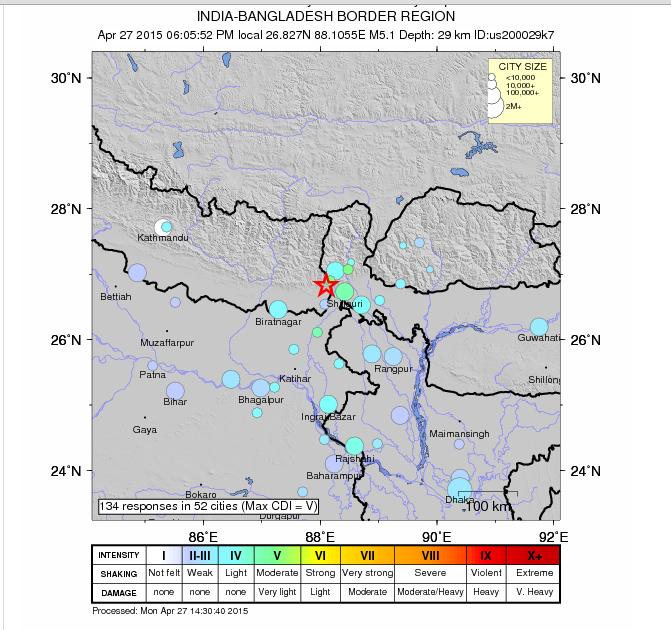 INDIA-BANGLADESH BORDER REGION
Apr 27 2015 06:05:52 PM local 26.827N 88.1055E M5.1 Depth: 29 km ID:us200029k7
CITY SIZE
<10,000
10,000+
100,000+
2M+
30˚N 30˚N
28˚N 28˚N
Kathmandu
Bettiah
Shiliguri
Biratnagar
26˚N 26˚N
Guwahati
Muzaffarpur
Rangpur
Patna
Katihar
Shillong
Bihar
Bhagalpur
Ingraj Bazar
Gaya
Maimansingh
Rajshahi
24˚N 24˚N
Baharampur
Bokaro
Dhaka
134 responses in 52 cities (Max CDI = V)
100 km
Durgapur
86˚E 88˚E 90˚E 92˚E
INTENSITY I II-III IV V VI VII VIII IX X+
SHAKING Not felt Weak Light Moderate Strong Very strong Severe Violent Extreme
DAMAGE none none none Very light Light Moderate Moderate/Heavy Heavy V. Heavy
Processed: Mon Apr 27 14:30:40 2015